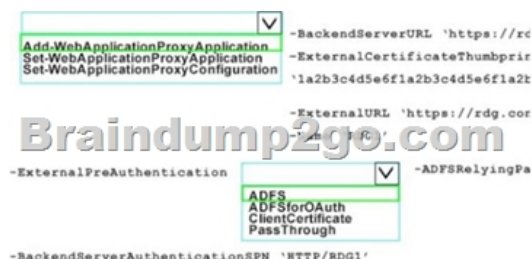 -BackendServerURL 'https://rd
Add-WebApplicationProxyApplication
Set-WebApplicationProxyApplication
Set-WebApplicationProxyConfiguration
-ExternalCertificateThumbprin
'1a2b3c4d5e6f1a2b3c4d5e6f1a2b
-ExternalURL 'https://rdg.con
Braindump2go.com
-ExternalPreAuthentication
-ADFSRelyingPa
ADFS
ADFSforOAuth
ClientCertificate
PassThrough
-BackendServerAuthenticationSPN 'HTTP/RDG1'